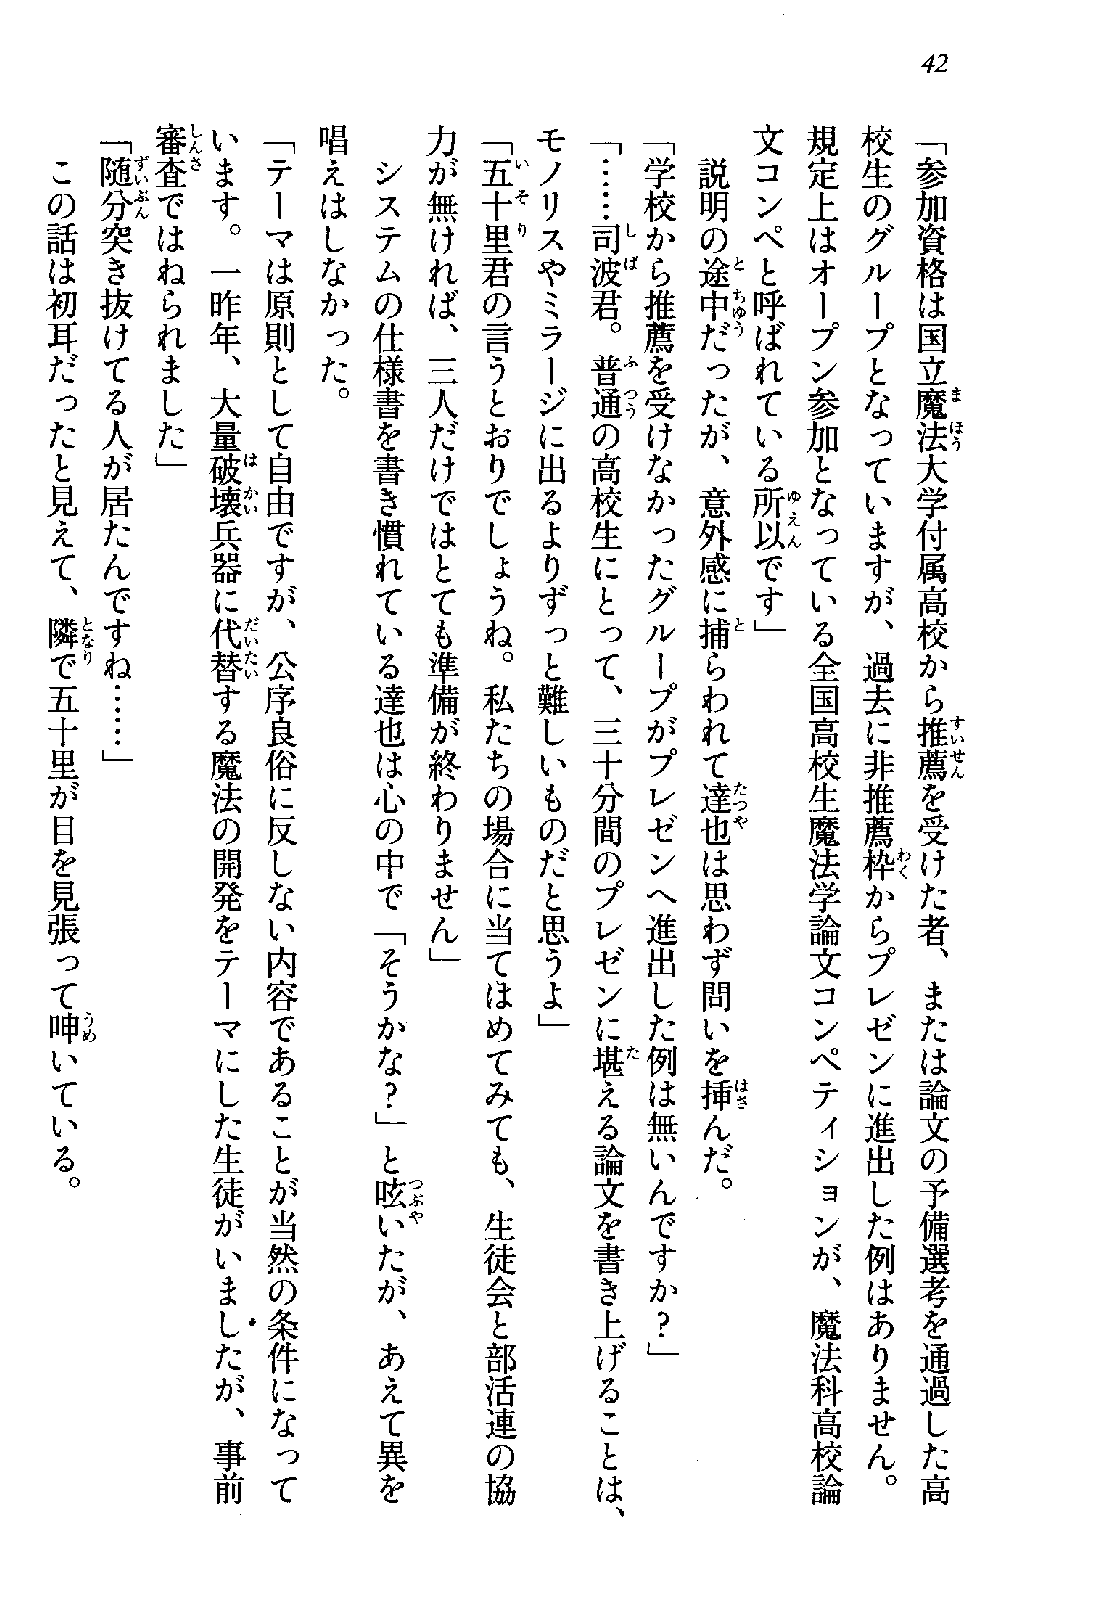 42
「参加資格は国立魔法大学付属高校から推薦を受けた者、または論文の予備選考を通過した高
校生のグループとなっていますが、過去に非推薦枠からプレゼンに進出した例はありません。
規定上はオープン参加となっている全国高校生魔法学論文コンペティションが、魔法科高校論
文コンペと呼ばれている所以です」
　説明の途中だったが、意外感に捕らわれて達也は思わず問いを挿んだ。
「学校から推薦を受けなかったグループがプレゼンへ進出した例は無いんですか？」
「……司波君。普通の高校生にとって、三十分間のプレゼンに堪える論文を書き上げることは、
モノリスやミラージに出るよりずっと難しいものだと思うよ」
「五十里君の言うとおりでしょうね。私たちの場合に当てはめてみても、生徒会と部活連の協
力が無ければ、三人だけではとても準備が終わりません」
　システムの仕様書を書き慣れている達也は心の中で「そうかな？」と呟いたが、あえて異を
唱えはしなかった。
「テーマは原則として自由ですが、公序良俗に反しない内容であることが当然の条件になって
います。一昨年、大量破壊兵器に代替する魔法の開発をテーマにした生徒がいましたが、事前
審査ではねられました」
「随分突き抜けてる人が居たんですね……」
　この話は初耳だったと見えて、隣で五十里が目を見張って呻いている。